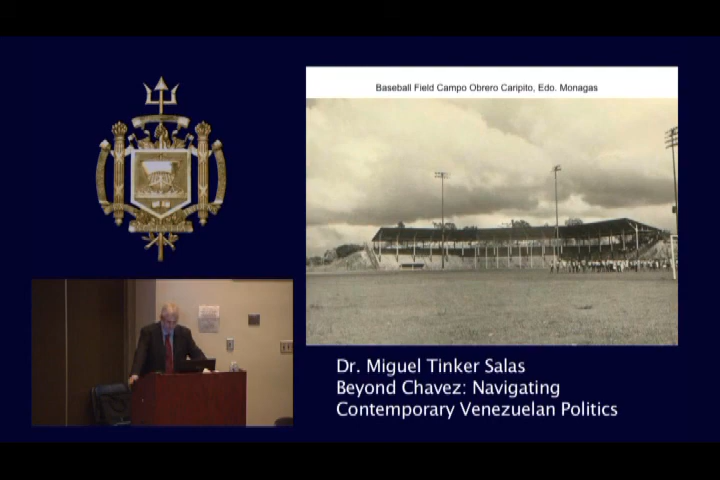 Baseball Field Campo Obrero Caripito, Edo. Monagas
Dr. Miguel Tinker Salas
Beyond Chavez: Navigating
Contemporary Venezuelan Politics